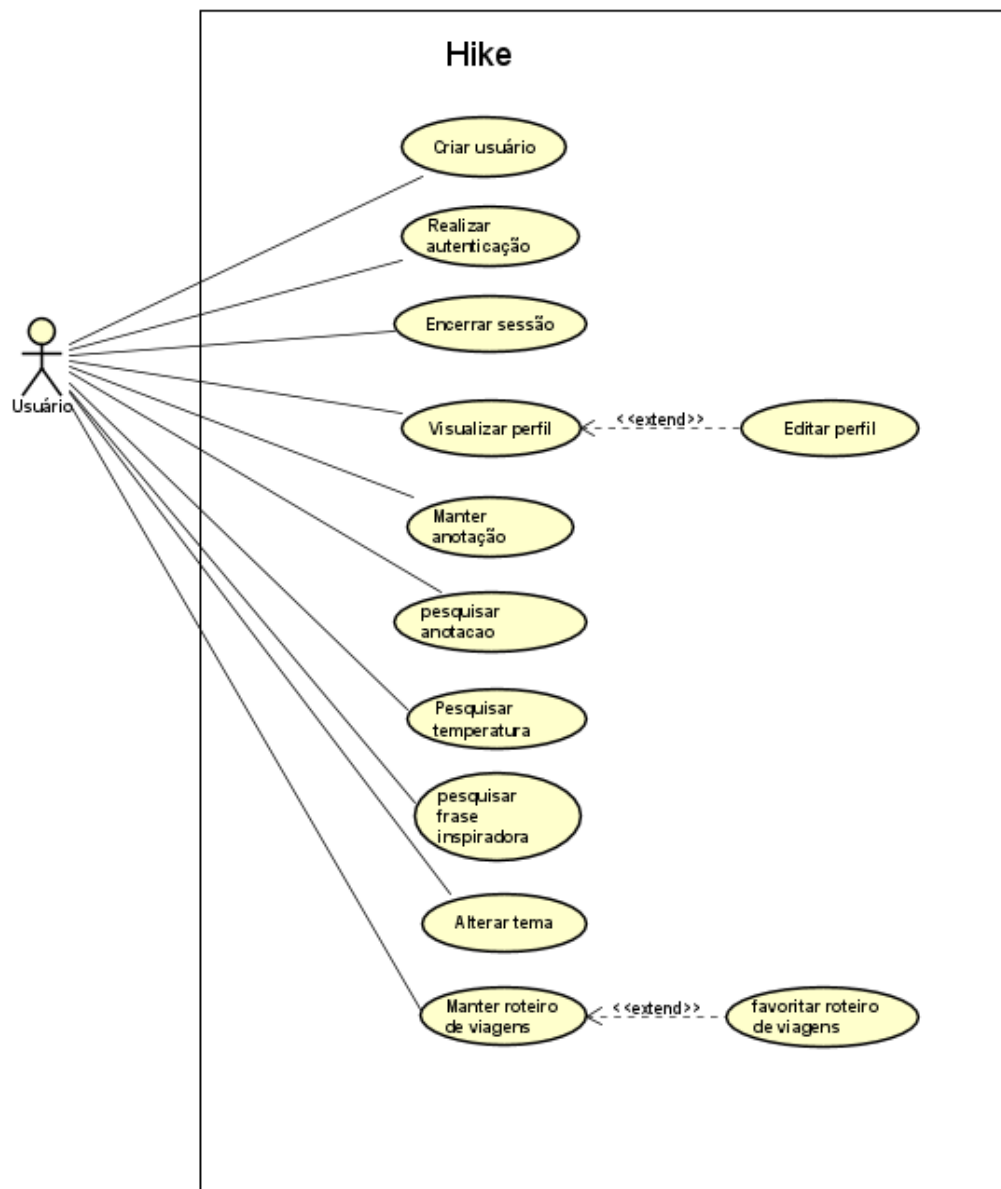 Hike
Criar usuário
Realizar
autenticação
Encerrar sessão
Usuário
Visualizar perfil
<<extend>>
Editar perfil
Manter
anotação
pesquisar
anotacao
Pesquisar
temperatura
pesquisar
frase
inspiradora
Alterar tema
Manter roteiro
de viagens
<<extend>>
favoritar roteiro
de viagens